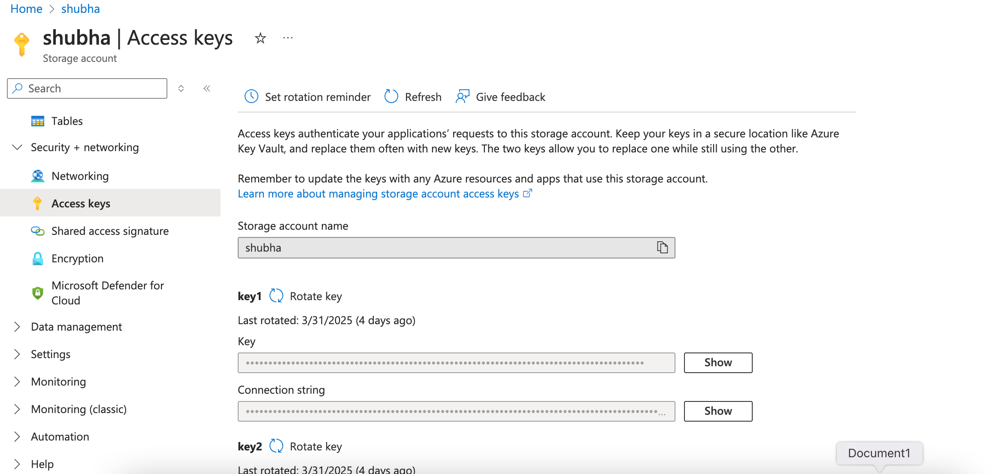 Home > shubha
shubha | Access keys
Storage account
Search
Tables
Security + networking
Networking
Access keys
Shared access signature
Encryption
Microsoft Defender for
Cloud
Data management
Settings
Monitoring
Monitoring (classic)
Automation
Help
Set rotation reminder
Refresh
Give feedback
Access keys authenticate your applications’ requests to this storage account. Keep your keys in a secure location like Azure
Key Vault, and replace them often with new keys. The two keys allow you to replace one while still using the other.
Remember to update the keys with any Azure resources and apps that use this storage account.
Learn more about managing storage account access keys
Storage account name
shubha
key1 Rotate key
Last rotated: 3/31/2025 (4 days ago)
Key
Show
Connection string
Show
key2 Rotate key
Last rotated: 3/31/2025 (4 days ago)
Document1